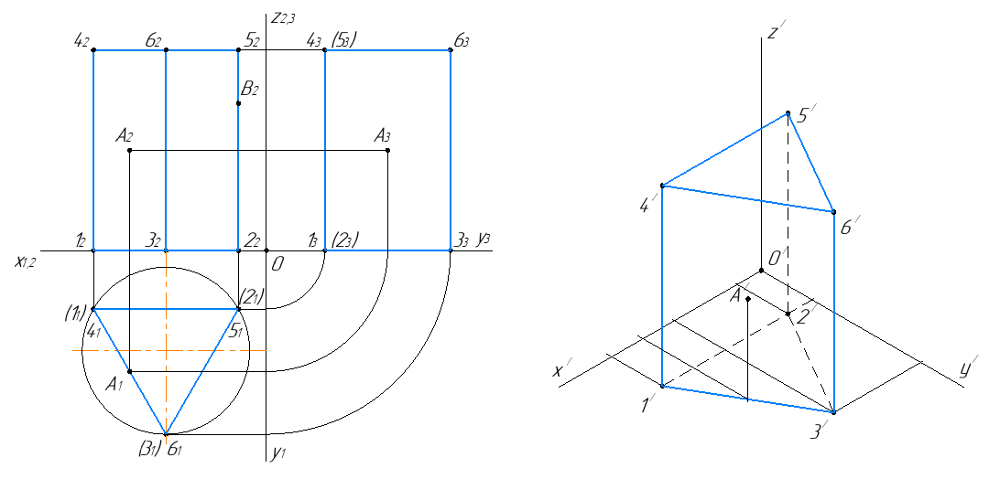 z2,3
42 62 52 43 (53) 63
B2
A2 A3
12 32 22 13 (23) 33 y3
x1,2 O
(11) 41 (21) 51
A1
(31) 61 y1
z′
5′
4′
6′
O′
A′
2′
x′ y′
1′
3′